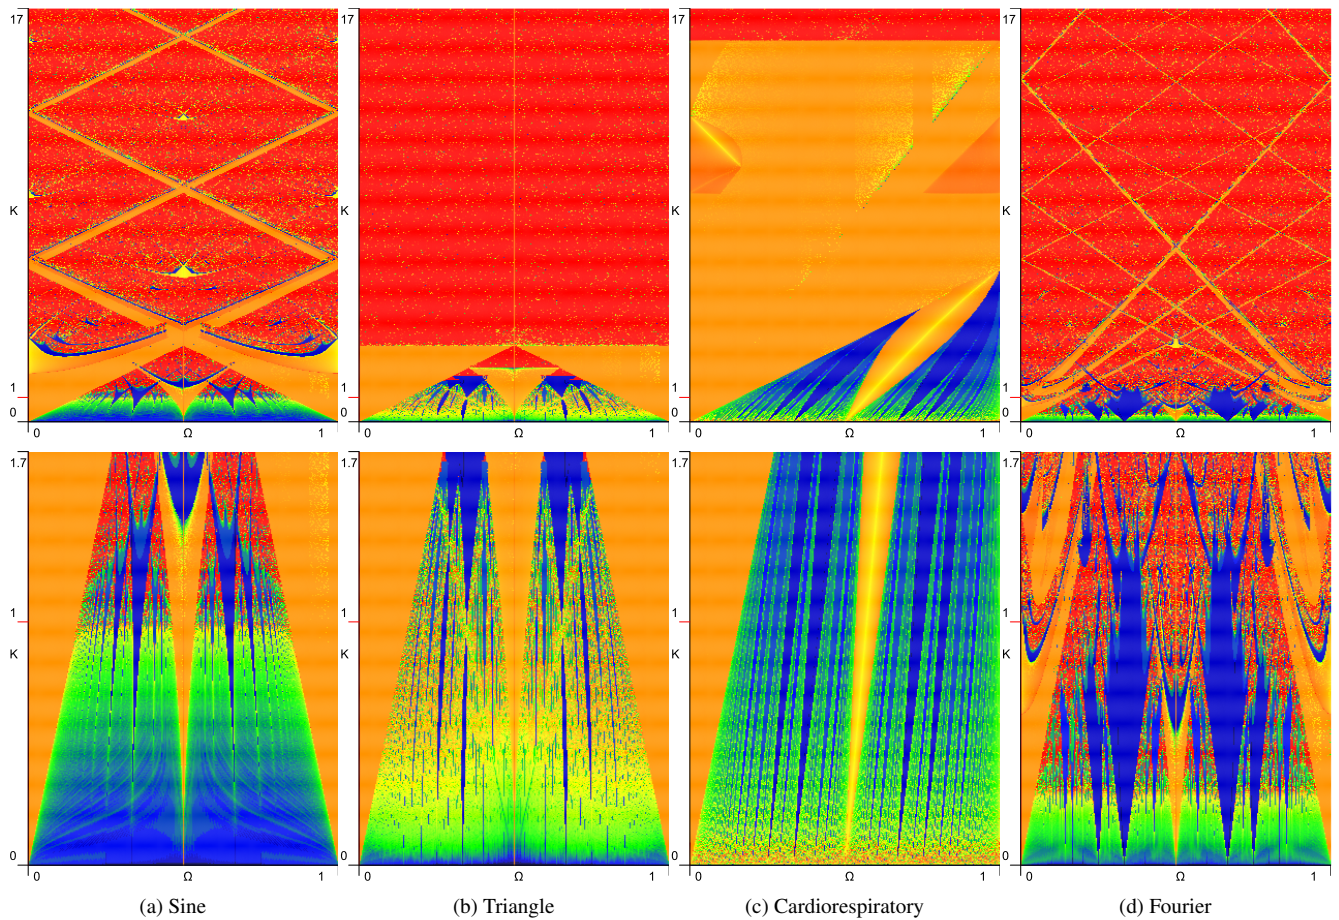 17 17 17 17
K K K K
1 1 1 1
0 0 0 0
0 Ω 1 0 Ω 1 0 Ω 1 0 Ω 1
1.7 1.7 1.7 1.7
1 1 1 1
K K K K
0 0 0 0
0 Ω 1 0 Ω 1 0 Ω 1 0 Ω 1
(a) Sine (b) Triangle (c) Cardiorespiratory (d) Fourier